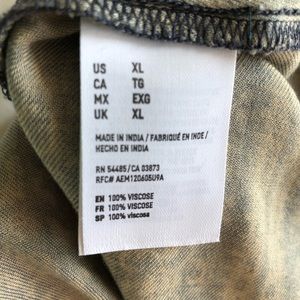 US XL
CA TG
MX EXG
UK XL
MADE IN INDIA / FABRIQUÉ EN INDE /
HECHO EN INDIA
RN 54485/CA 03873
RFC# AEM120605U9A
EN 100% VISCOSE
FR 100% VISCOSE
SP 100% viscosa